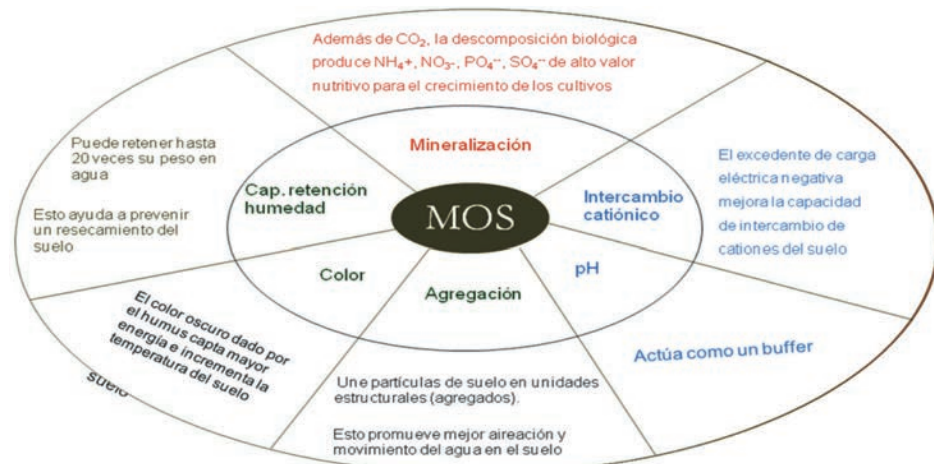 Además de CO₂, la descomposición biológica
produce NH₄+, NO₃-, PO₄--, SO₄-- de alto valor
nutritivo para el crecimiento de los cultivos
Mineralización
Puede retener hasta
20 veces su peso en
agua
Esto ayuda a prevenir
un resecamiento del
suelo
Cap. retención
humedad
MOS
Intercambio
catiónico
El excedente de carga
eléctrica negativa
mejora la capacidad
de intercambio de
cationes del suelo
Color
Agregación
pH
El color oscuro dado por
el humus capta mayor
energía e incrementa la
temperatura del suelo
suelo
Une partículas de suelo en unidades
estructurales (agregados).
Esto promueve mejor aireación y
movimiento del agua en el suelo
Actúa como un buffer